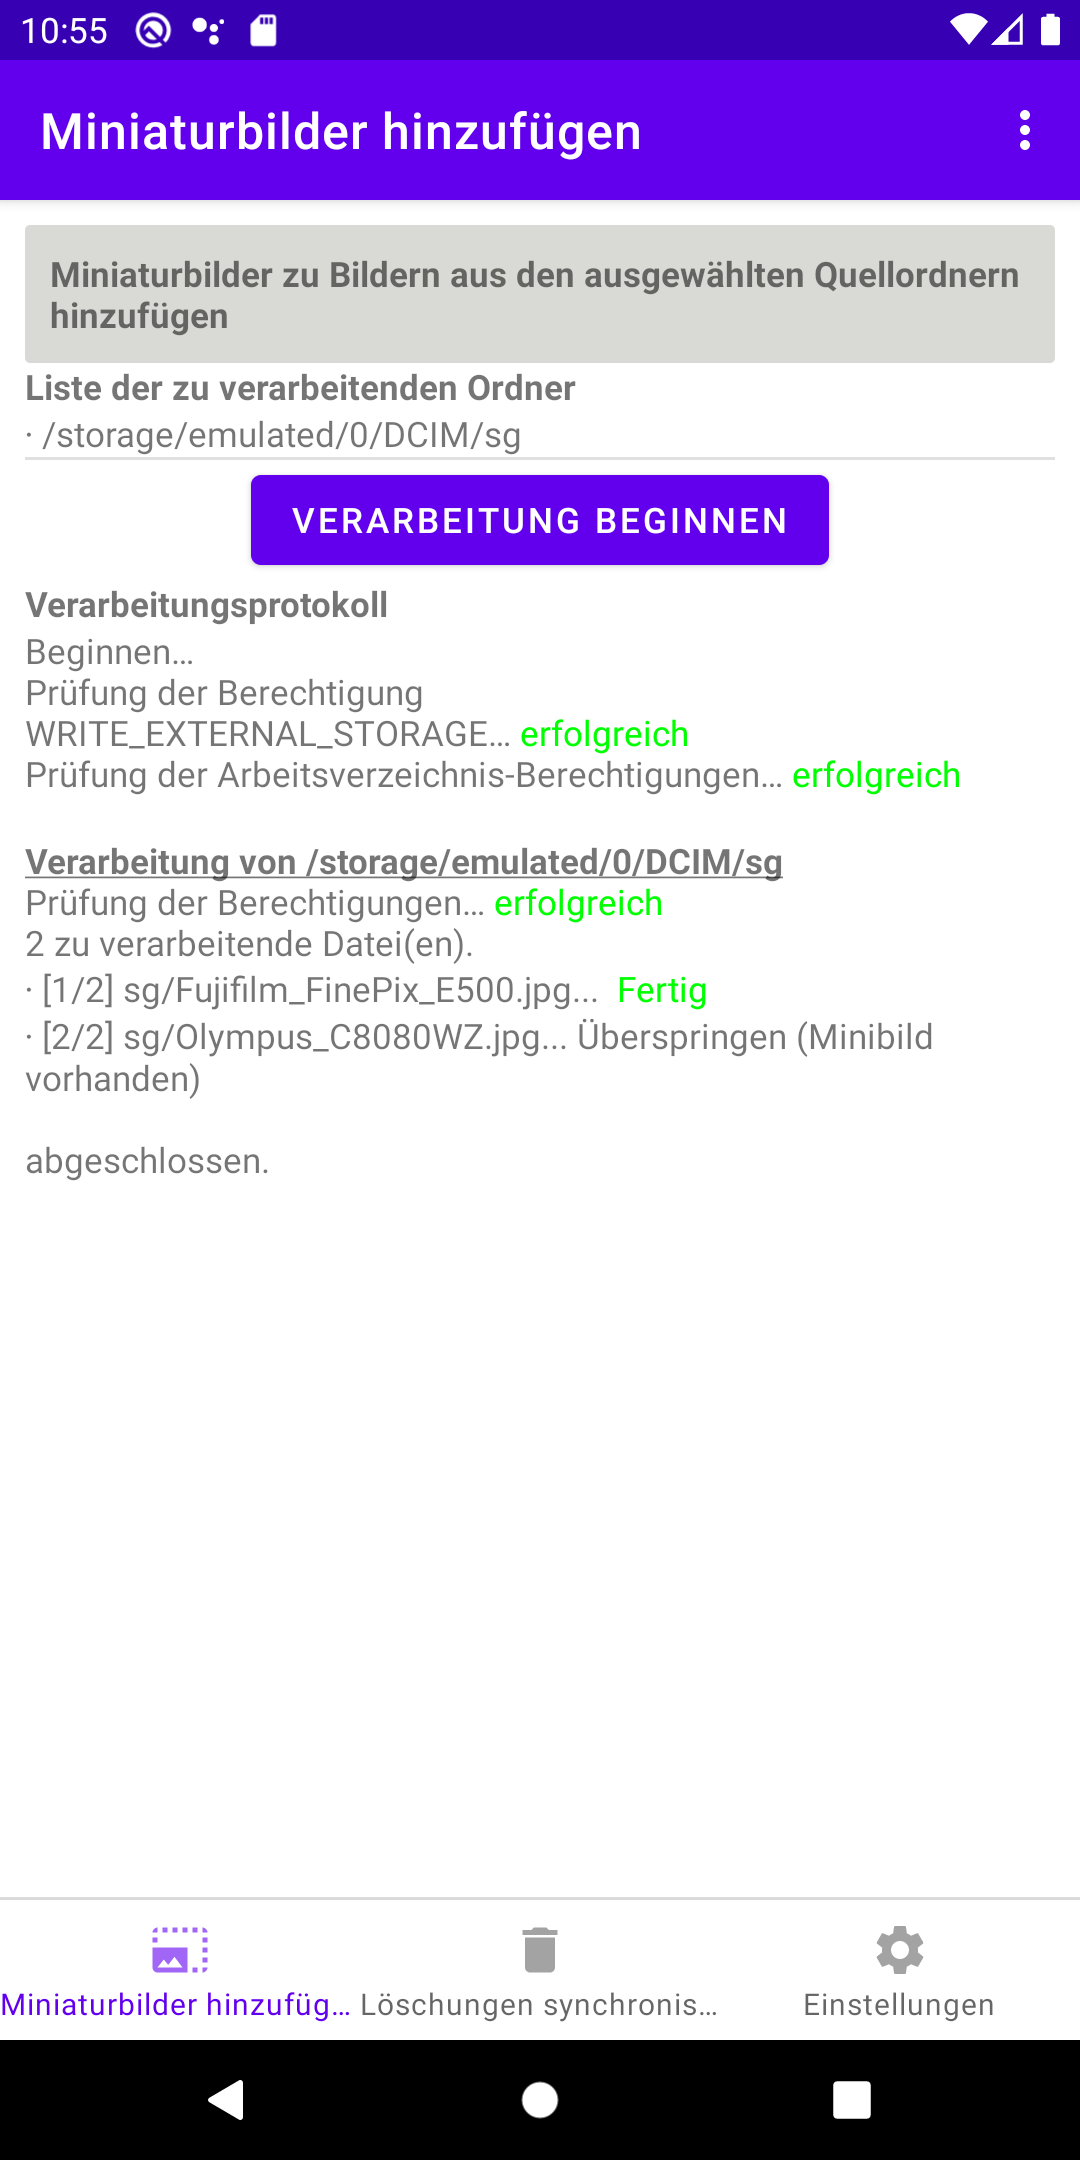 10:55
Miniaturbilder hinzufügen
Miniaturbilder zu Bildern aus den ausgewählten Quellordnern
hinzufügen
Liste der zu verarbeitenden Ordner
· /storage/emulated/0/DCIM/sg
VERARBEITUNG BEGINNEN
Verarbeitungsprotokoll
Beginnen…
Prüfung der Berechtigung
WRITE_EXTERNAL_STORAGE… erfolgreich
Prüfung der Arbeitsverzeichnis-Berechtigungen… erfolgreich
Verarbeitung von /storage/emulated/0/DCIM/sg
Prüfung der Berechtigungen… erfolgreich
2 zu verarbeitende Datei(en).
· [1/2] sg/Fujifilm_FinePix_E500.jpg... Fertig
· [2/2] sg/Olympus_C8080WZ.jpg... Überspringen (Minibild
vorhanden)
abgeschlossen.
Miniaturbilder hinzufüg… Löschungen synchronis… Einstellungen